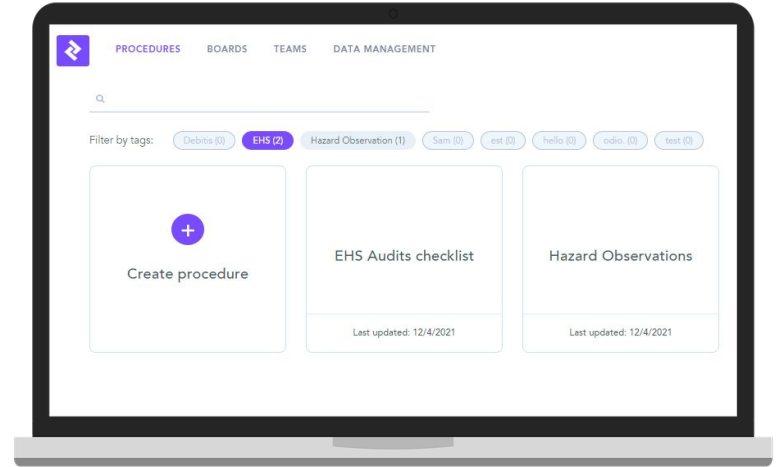 PROCEDURES BOARDS TEAMS DATA MANAGEMENT
Filter by tags: Debitis (0) EHS (2) Hazard Observation (1) Sam (0) est (0) hello (0) odio. (0) test (0)
Create procedure
EHS Audits checklist
Last updated: 12/4/2021
Hazard Observations
Last updated: 12/4/2021